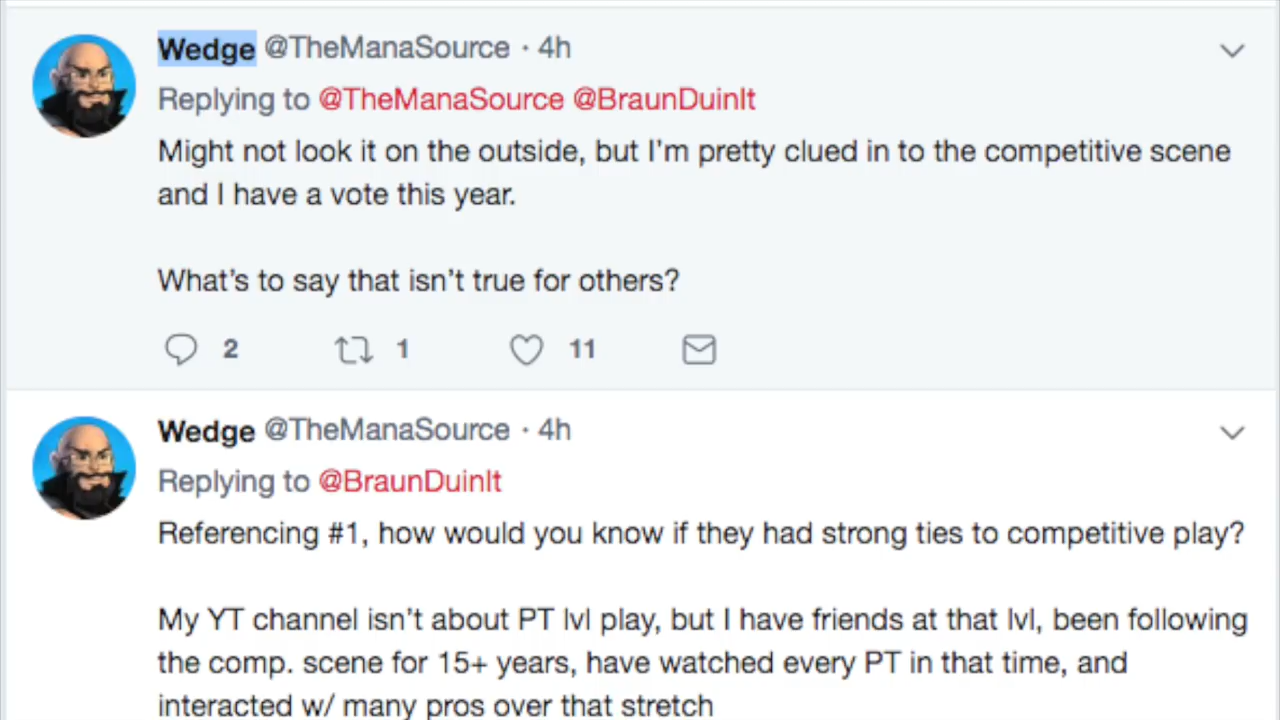 Wedge @TheManaSource · 4h
Replying to @TheManaSource @BraunDuinIt
Might not look it on the outside, but I'm pretty clued in to the competitive scene
and I have a vote this year.
What's to say that isn't true for others?
2 1 11
Wedge @TheManaSource · 4h
Replying to @BraunDuinIt
Referencing #1, how would you know if they had strong ties to competitive play?
My YT channel isn't about PT lvl play, but I have friends at that lvl, been following
the comp. scene for 15+ years, have watched every PT in that time, and
interacted w/ many pros over that stretch